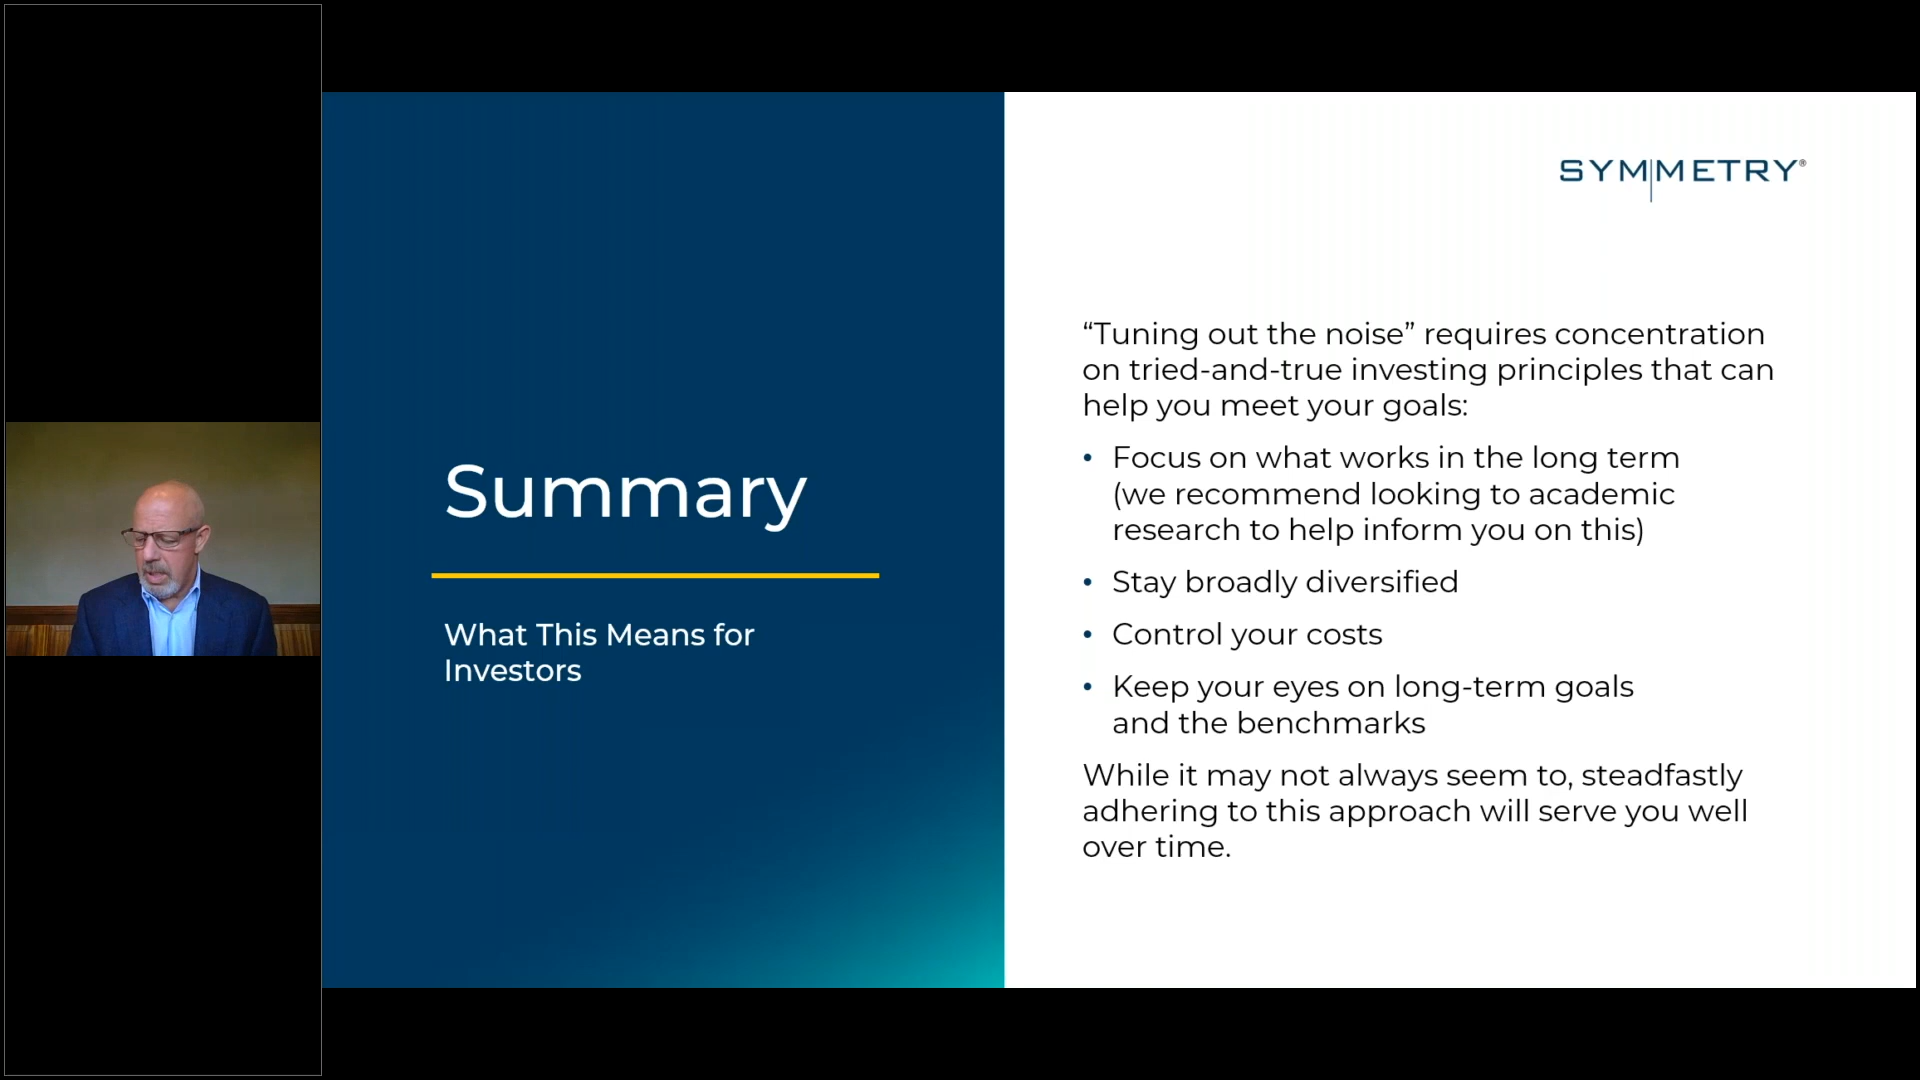 Summary
What This Means for
Investors
SYMMETRY®
“Tuning out the noise” requires concentration
on tried-and-true investing principles that can
help you meet your goals:
• Focus on what works in the long term
(we recommend looking to academic
research to help inform you on this)
• Stay broadly diversified
• Control your costs
• Keep your eyes on long-term goals
and the benchmarks
While it may not always seem to, steadfastly
adhering to this approach will serve you well
over time.